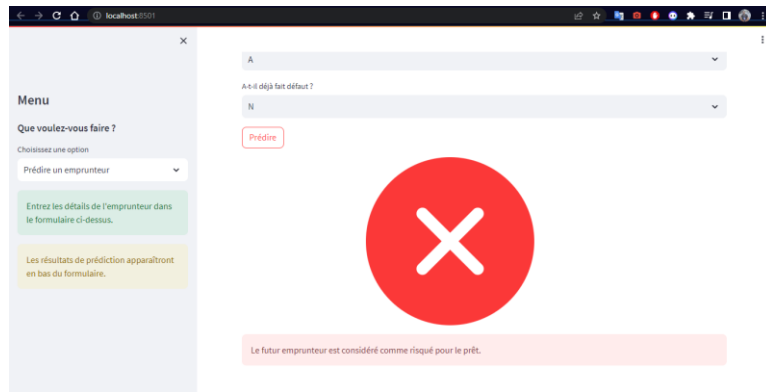 localhost:8501
Menu
Que voulez-vous faire ?
Choisissez une option
Prédire un emprunteur
Entrez les détails de l'emprunteur dans
le formulaire ci-dessus.
Les résultats de prédiction apparaîtront
en bas du formulaire.
A
A-t-il déjà fait défaut ?
N
Prédire
Le futur emprunteur est considéré comme risqué pour le prêt.